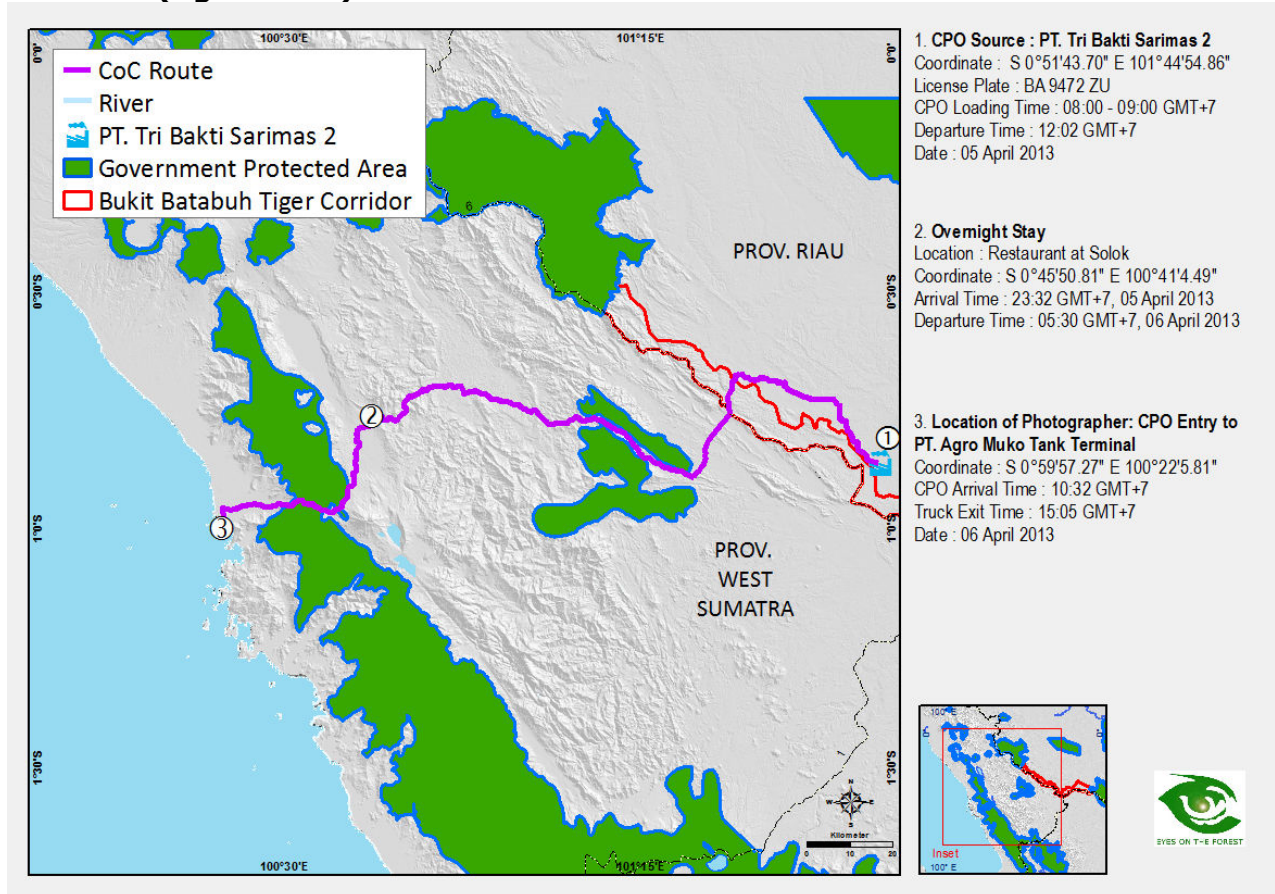 100°30'E
101°15'E
0°0'
0°0'
CoC Route
River
PT. Tri Bakti Sarimas 2
Government Protected Area
Bukit Batabuh Tiger Corridor
6
PROV. RIAU
0°30'S
0°30'S
1
2
3
1°0'S
1°0'S
PROV.
WEST
SUMATRA
1°30'S
1°30'S
N
W E
S
Kilometer
0 10 20
100°30'E
101°15'E
1. CPO Source : PT. Tri Bakti Sarimas 2
Coordinate : S 0°51'43.70" E 101°44'54.86"
License Plate : BA 9472 ZU
CPO Loading Time : 08:00 - 09:00 GMT+7
Departure Time : 12:02 GMT+7
Date : 05 April 2013
2. Overnight Stay
Location : Restaurant at Solok
Coordinate : S 0°45'50.81" E 100°41'4.49"
Arrival Time : 23:32 GMT+7, 05 April 2013
Departure Time : 05:30 GMT+7, 06 April 2013
3. Location of Photographer: CPO Entry to
PT. Agro Muko Tank Terminal
Coordinate : S 0°59'57.27" E 100°22'5.81"
CPO Arrival Time : 10:32 GMT+7
Truck Exit Time : 15:05 GMT+7
Date : 06 April 2013
100° E
0°
0°
Inset
100° E
EYES ON THE FOREST